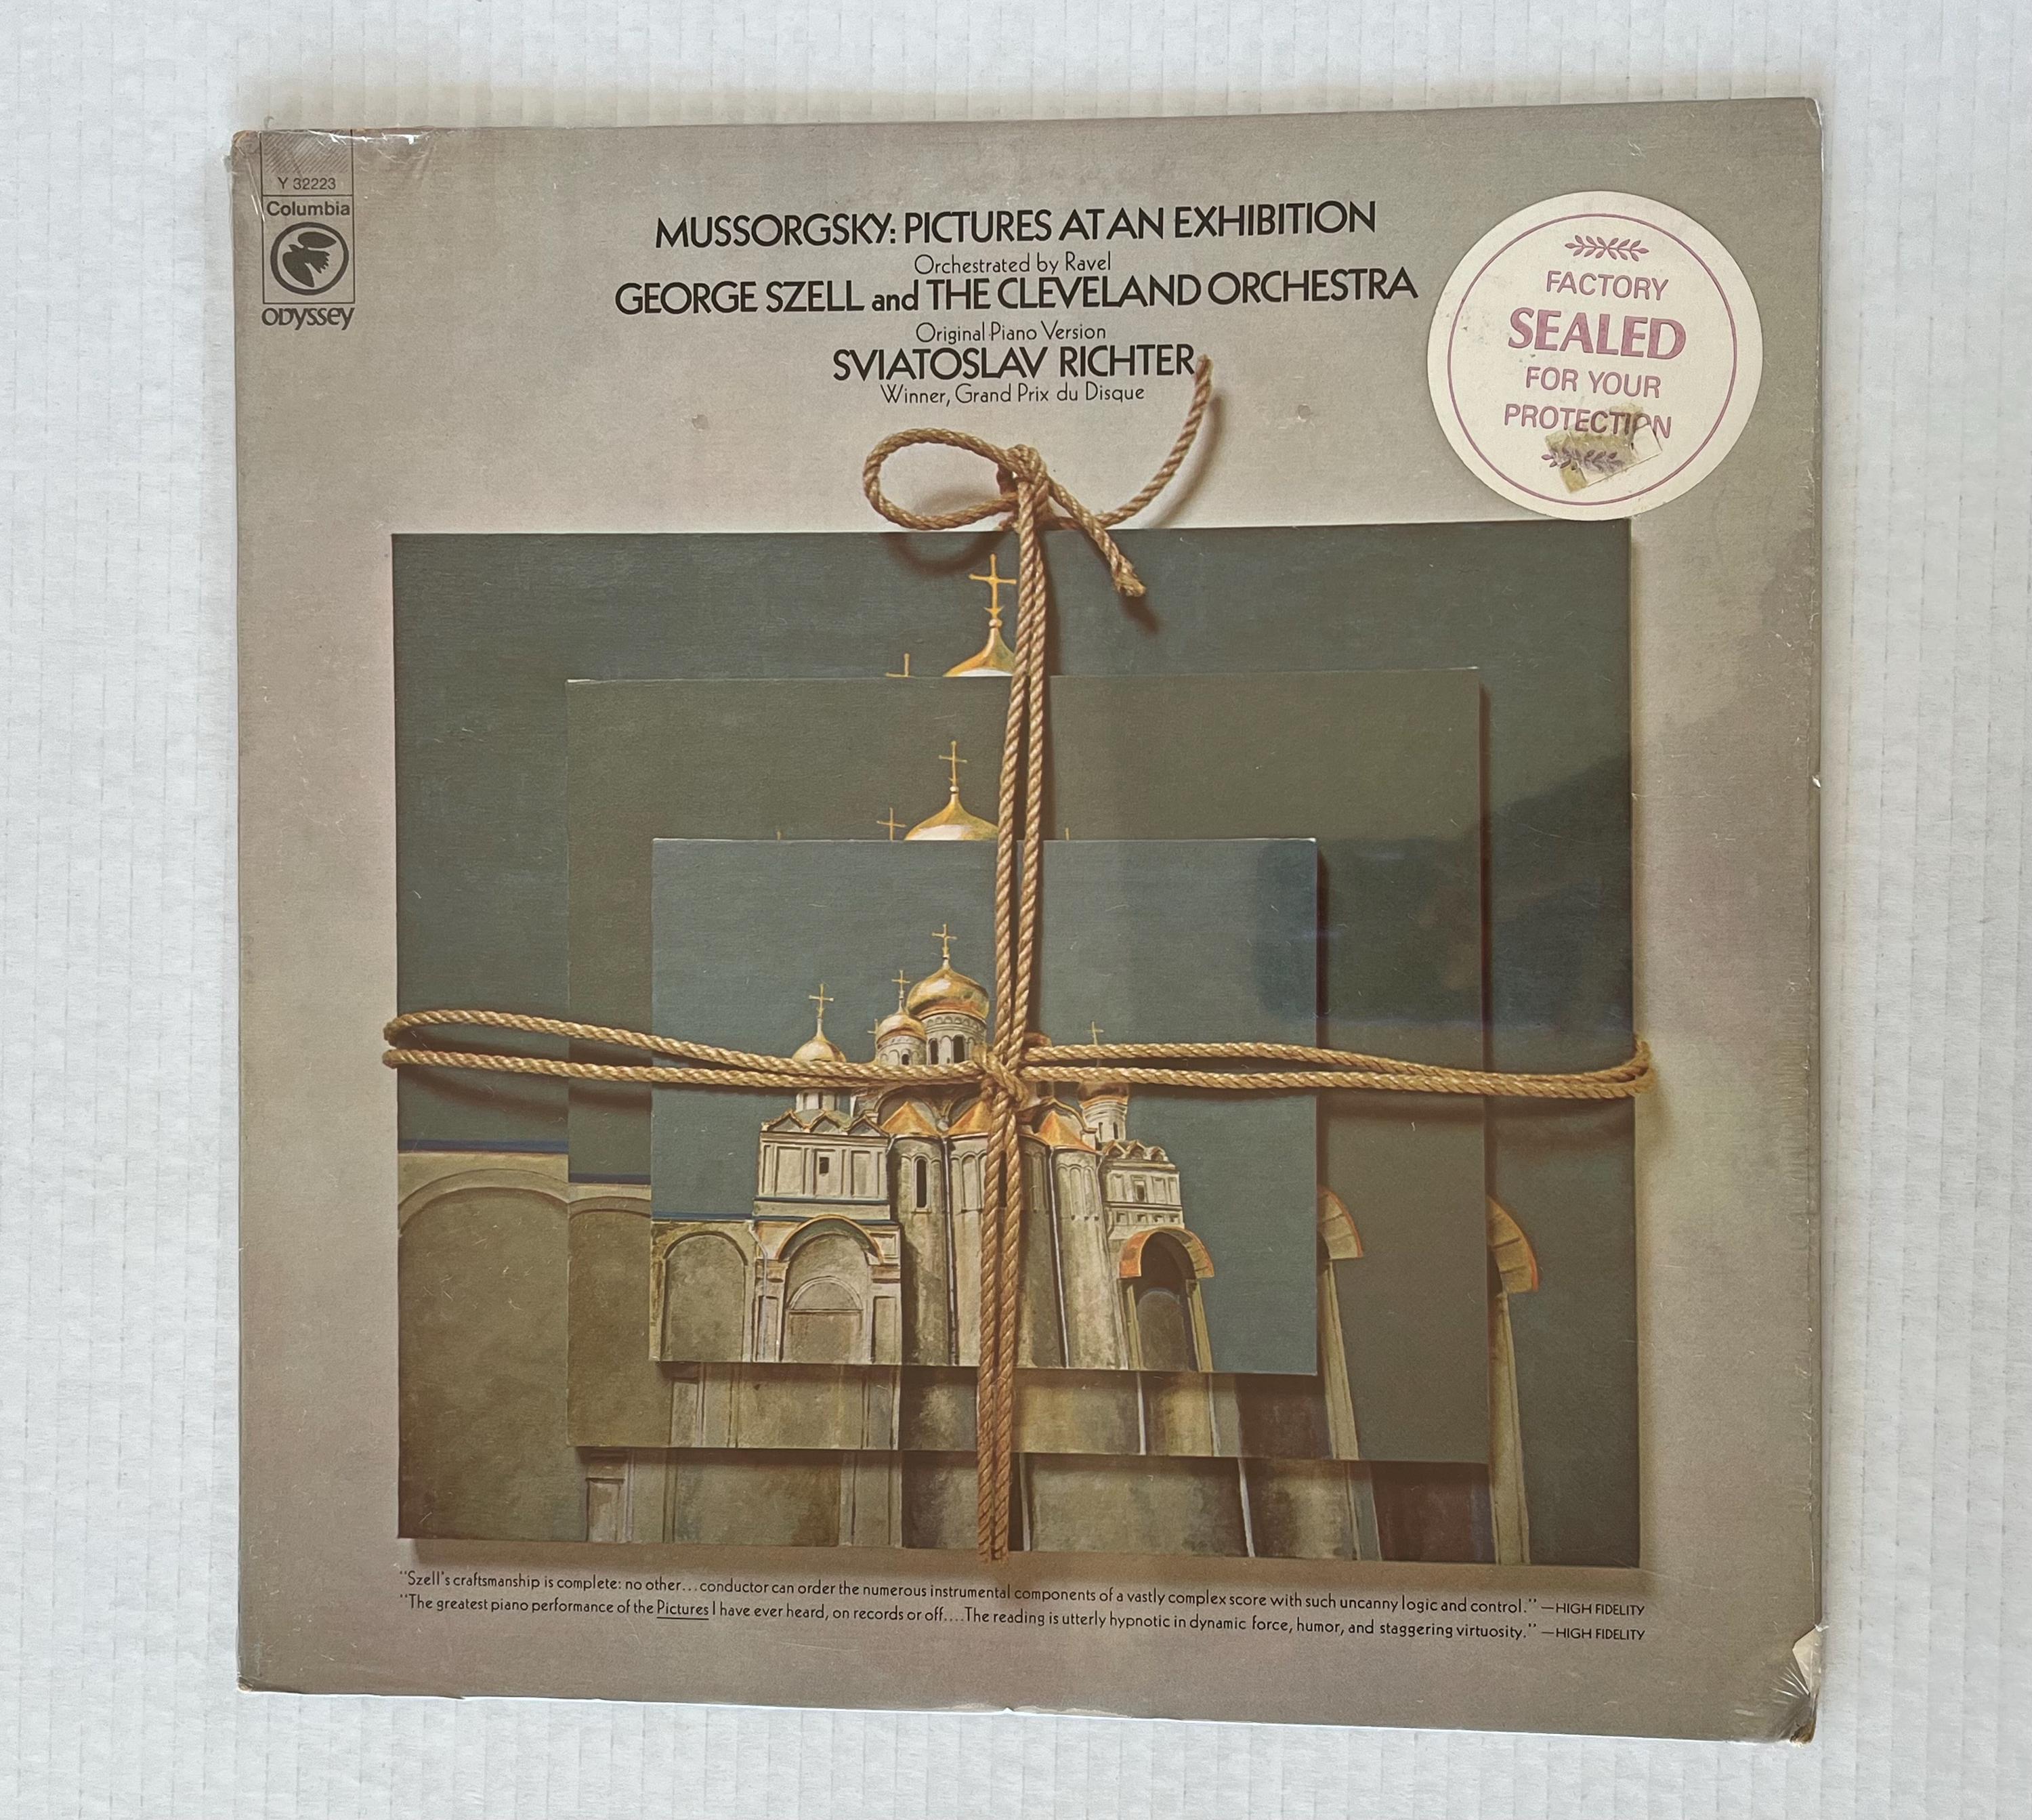 Y 32223
Columbia
ODYSSEY
MUSSORGSKY: PICTURES AT AN EXHIBITION
Orchestrated by Ravel
GEORGE SZELL and THE CLEVELAND ORCHESTRA
Original Piano Version
SVIATOSLAV RICHTER
Winner, Grand Prix du Disque
FACTORY
SEALED
FOR YOUR
PROTECTION
"Szell's craftsmanship is complete: no other...conductor can order the numerous instrumental components of a vastly complex score with such uncanny logic and control." —HIGH FIDELITY
"The greatest piano performance of the Pictures I have ever heard, on records or off....The reading is utterly hypnotic in dynamic force, humor, and staggering virtuosity." —HIGH FIDELITY